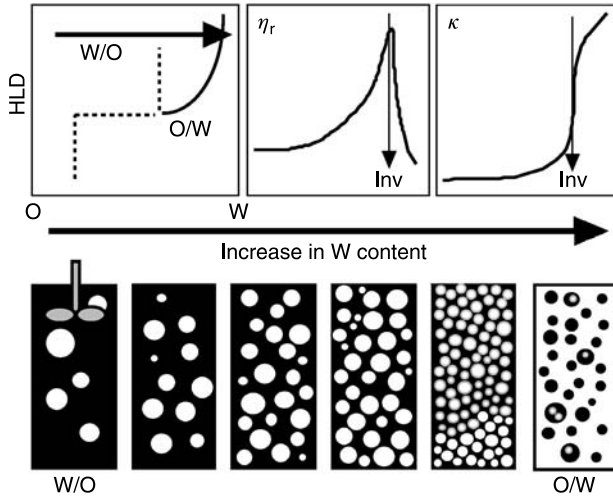 W/O
O/W
HLD
O
W
ηr
Inv
κ
Inv
Increase in W content
W/O
O/W